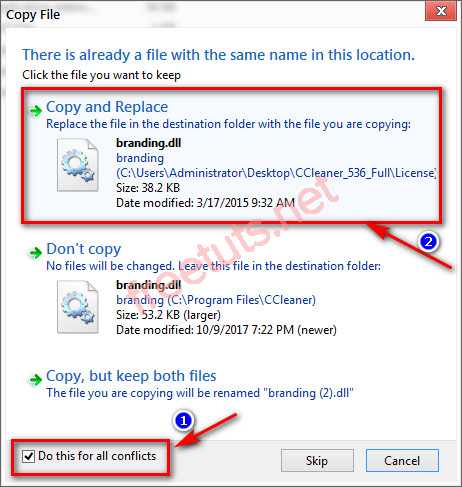 Copy File
There is already a file with the same name in this location.
Click the file you want to keep
Copy and Replace
Replace the file in the destination folder with the file you are copying:
branding.dll
branding
(C:\Users\Administrator\Desktop\CCleaner_536_Full\License)
Size: 38.2 KB
Date modified: 3/17/2015 9:32 AM
2
Don't copy
No files will be changed. Leave this file in the destination folder:
branding.dll
branding (C:\Program Files\CCleaner)
Size: 53.2 KB (larger)
Date modified: 10/9/2017 7:22 PM (newer)
freetuts.net
Copy, but keep both files
The file you are copying will be renamed "branding (2).dll"
1
Do this for all conflicts
Skip
Cancel